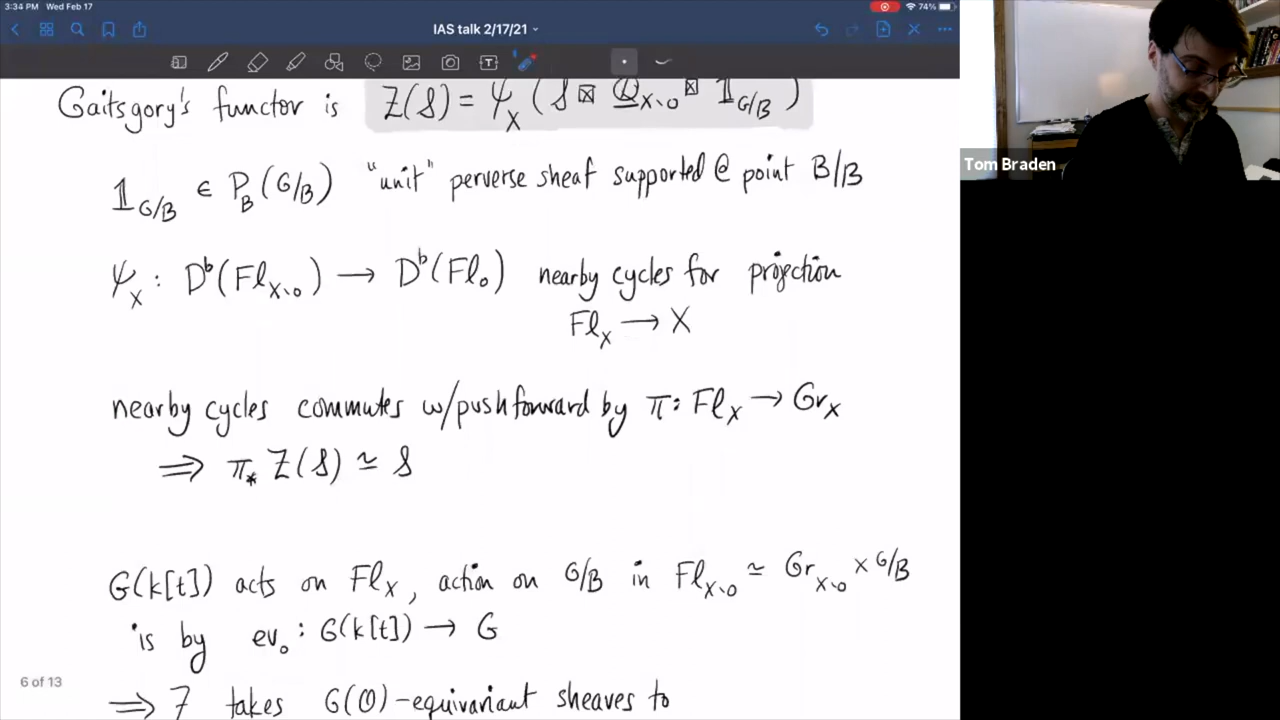 3:34 PM Wed Feb 17
74%
IAS talk 2/17/21
Gaitsgory's functor is Z(S) = Ψ_X (S ⊠ ℚ_{X∖0} ⊠ 𝟙_{G/B})
𝟙_{G/B} ∈ P_B(G/B) "unit" perverse sheaf supported @ point B/B
Ψ_X : D^b(Fl_{X∖0}) → D^b(Fl_0) nearby cycles for projection
Fl_X → X
nearby cycles commutes w/pushforward by π: Fl_X → Gr_X
⇒ π_* Z(S) ≃ S
G(k[t]) acts on Fl_X, action on G/B in Fl_{X∖0} ≃ Gr_{X∖0} × G/B
is by ev_0 : G(k[t]) → G
6 of 13
⇒ Z takes G(O)-equivariant sheaves to
Tom Braden